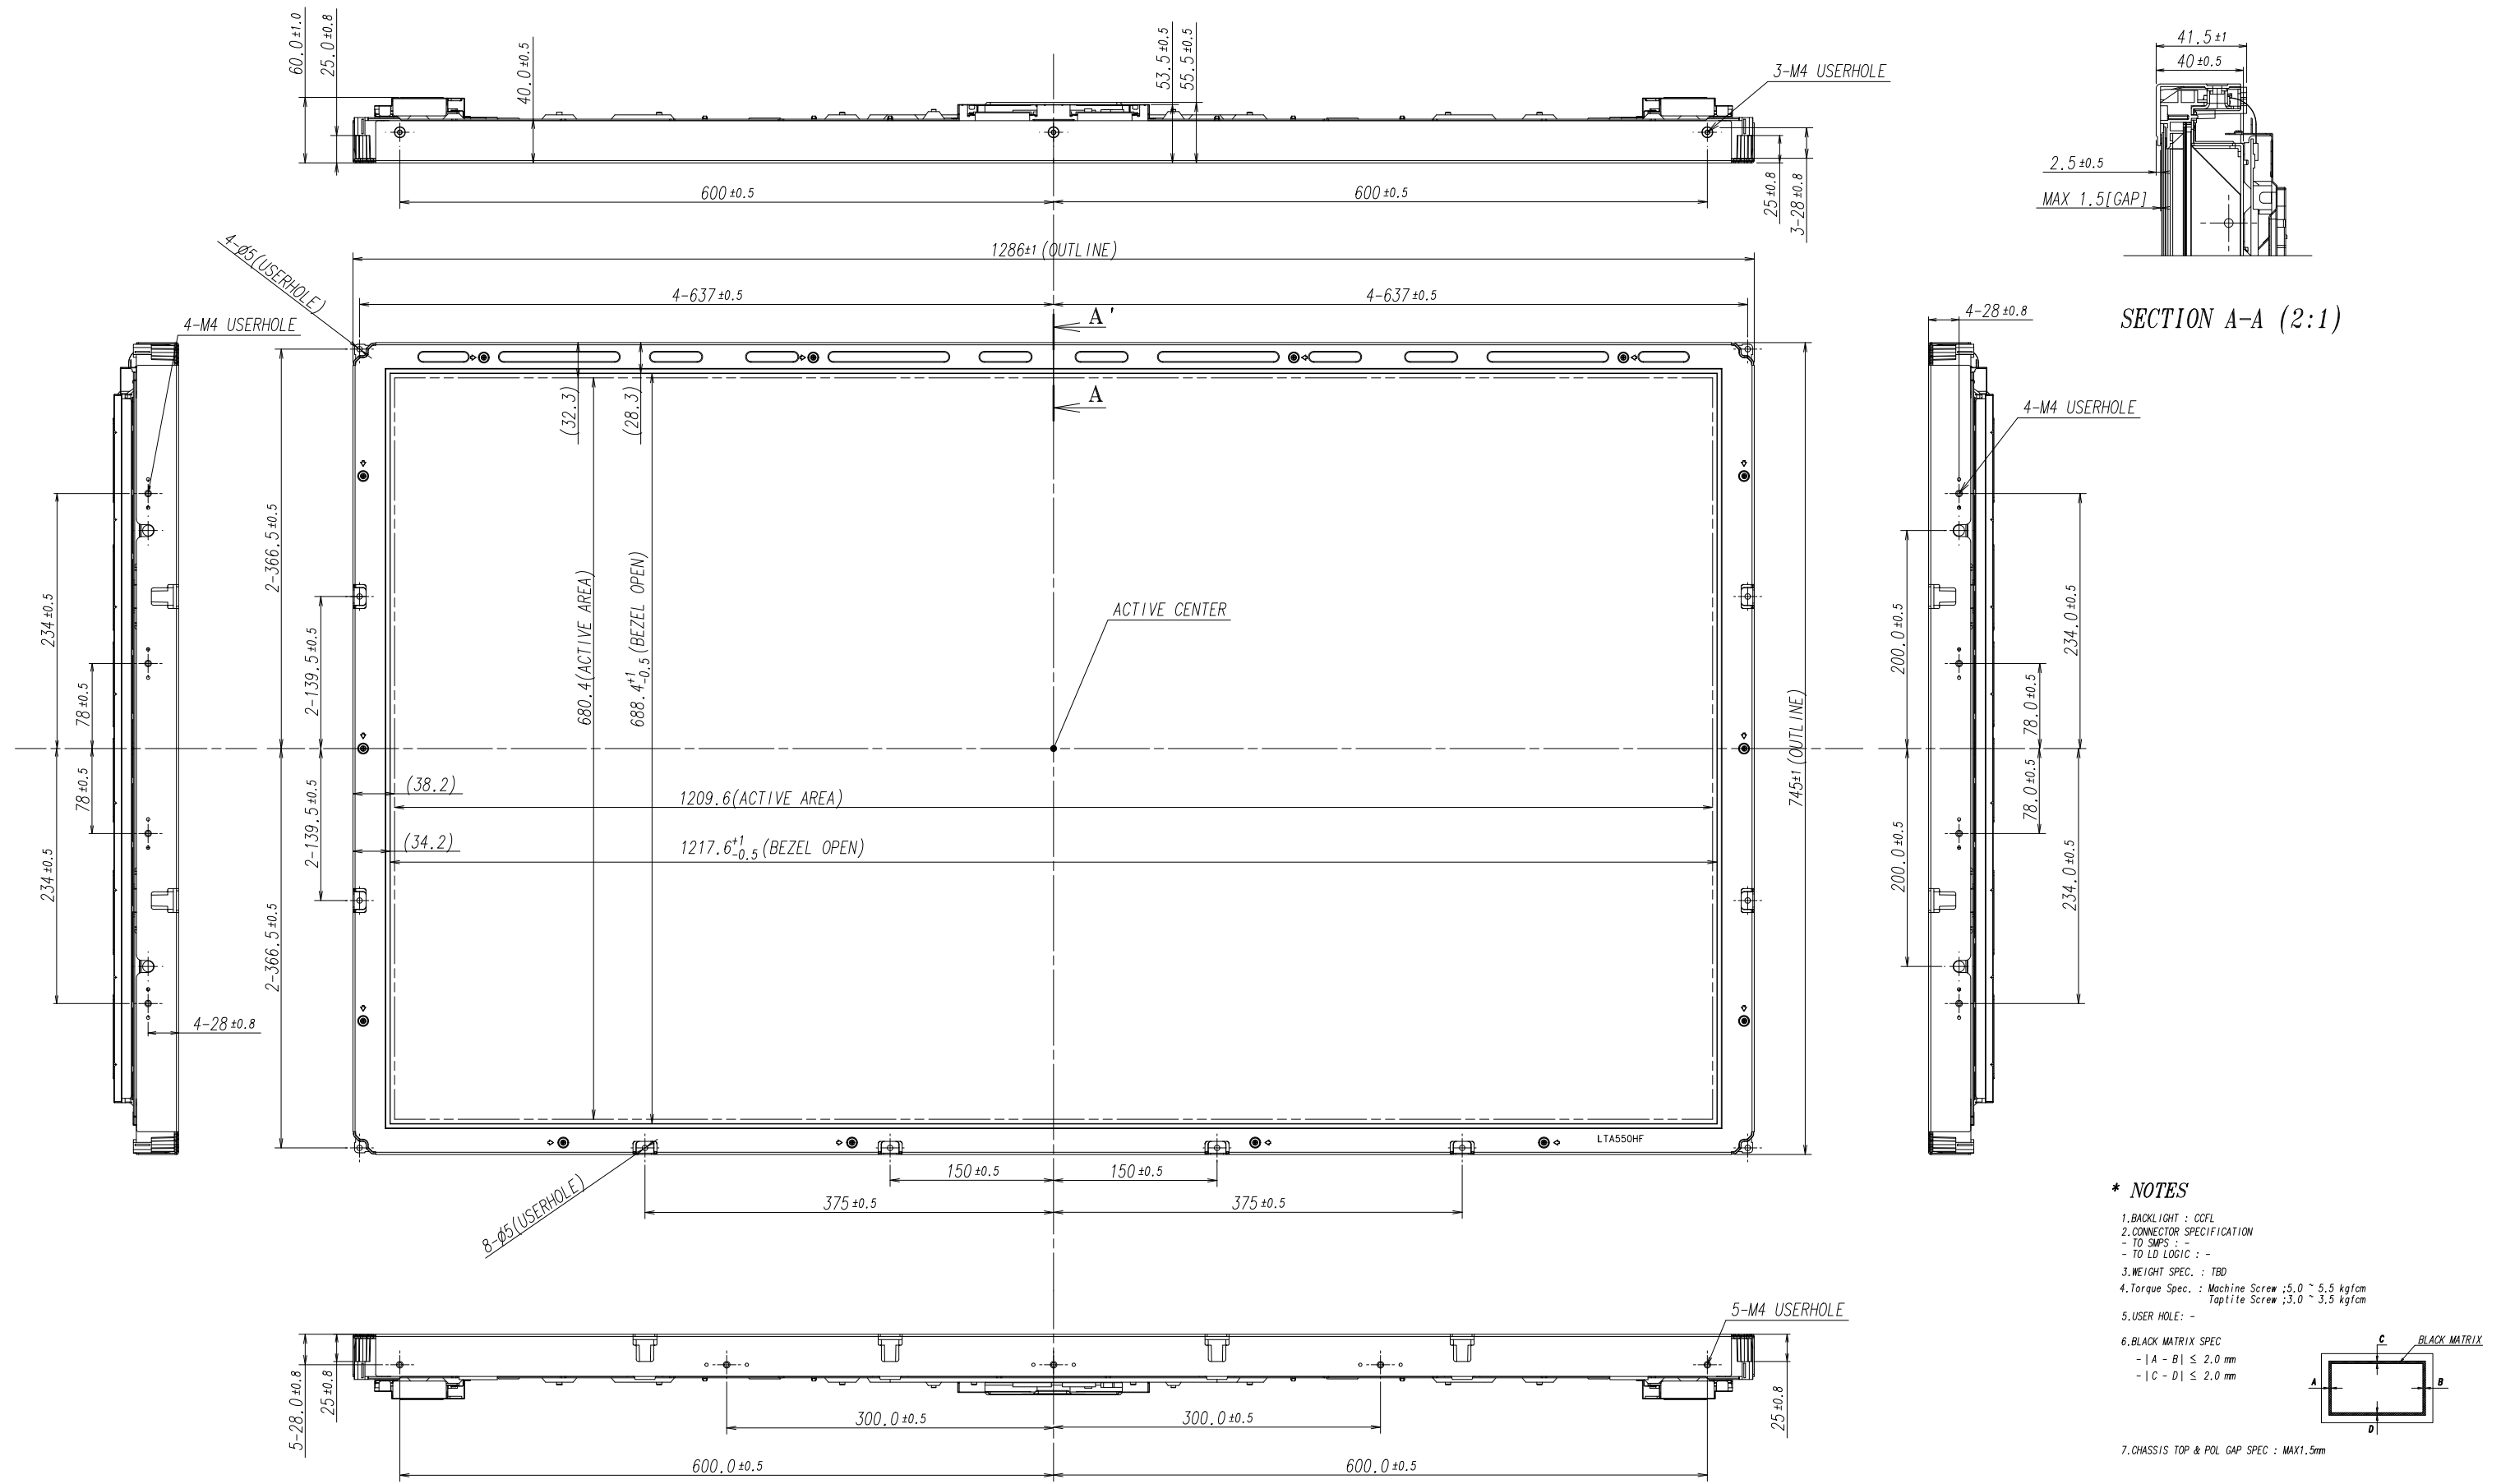 60.0±1.0
25.0±0.8
40.0±0.5
53.5±0.5
55.5±0.5
3-M4 USERHOLE
600±0.5
600±0.5
25±0.8
3-28±0.8
41.5±1
40±0.5
2.5±0.5
MAX 1.5[GAP]
SECTION A-A (2:1)
4-Ø5(USERHOLE)
1286±1(OUTLINE)
4-637±0.5
4-637±0.5
A'
A
4-M4 USERHOLE
(32.3)
(28.3)
4-28±0.8
4-M4 USERHOLE
234±0.5
78±0.5
78±0.5
234±0.5
4-28±0.8
2-366.5±0.5
2-139.5±0.5
2-139.5±0.5
2-366.5±0.5
680.4(ACTIVE AREA)
688.4+1-0.5(BEZEL OPEN)
ACTIVE CENTER
(38.2)
1209.6(ACTIVE AREA)
(34.2)
1217.6+1-0.5(BEZEL OPEN)
745±1(OUTLINE)
200.0±0.5
234.0±0.5
78.0±0.5
78.0±0.5
200.0±0.5
234.0±0.5
LTA550HF
150±0.5
150±0.5
375±0.5
375±0.5
8-Ø5(USERHOLE)
5-M4 USERHOLE
5-28.0±0.8
25±0.8
25±0.8
300.0±0.5
300.0±0.5
600.0±0.5
600.0±0.5
* NOTES
1.BACKLIGHT : CCFL
2.CONNECTOR SPECIFICATION
- TO SMPS : -
- TO LD LOGIC : -
3.WEIGHT SPEC. : TBD
4.Torque Spec. : Machine Screw ;5.0 ~ 5.5 kgfcm
Taptite Screw ;3.0 ~ 3.5 kgfcm
5.USER HOLE: -
6.BLACK MATRIX SPEC
-|A - B| ≤ 2.0 mm
-|C - D| ≤ 2.0 mm
C
BLACK MATRIX
A
B
D
7.CHASSIS TOP & POL GAP SPEC : MAX1.5mm